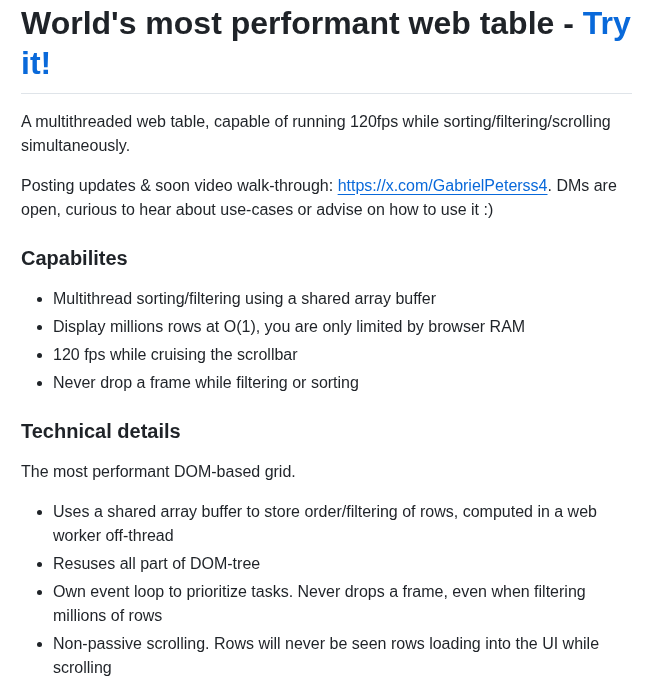 World's most performant web table - Try
it!
A multithreaded web table, capable of running 120fps while sorting/filtering/scrolling
simultaneously.
Posting updates & soon video walk-through: https://x.com/GabrielPeterss4. DMs are
open, curious to hear about use-cases or advise on how to use it :)
Capabilites
Multithread sorting/filtering using a shared array buffer
Display millions rows at O(1), you are only limited by browser RAM
120 fps while cruising the scrollbar
Never drop a frame while filtering or sorting
Technical details
The most performant DOM-based grid.
Uses a shared array buffer to store order/filtering of rows, computed in a web
worker off-thread
Resuses all part of DOM-tree
Own event loop to prioritize tasks. Never drops a frame, even when filtering
millions of rows
Non-passive scrolling. Rows will never be seen rows loading into the UI while
scrolling